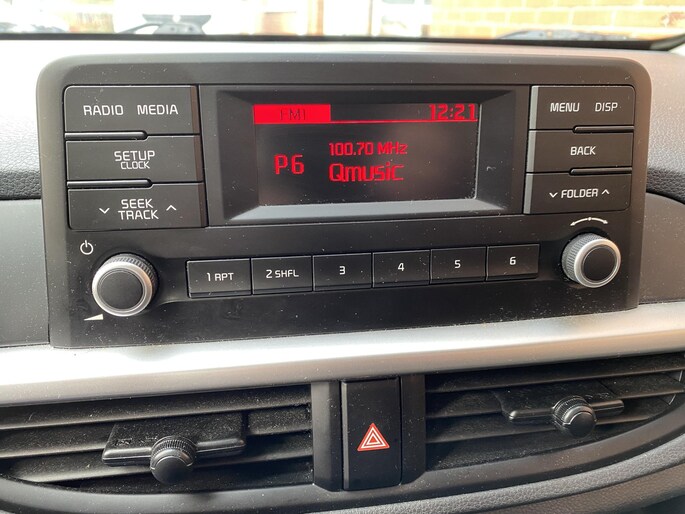 RADIO MEDIA
SETUP
CLOCK
SEEK
TRACK
FM1 12:21
100.70 MHz
P6
Qmusic
MENU DISP
BACK
FOLDER
1 RPT 2 SHFL 3 4 5 6